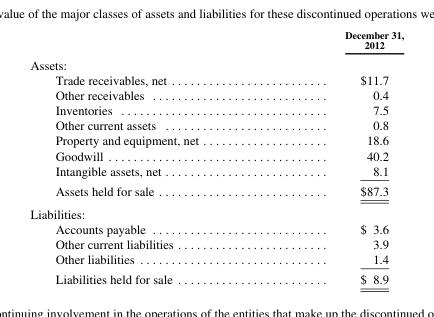 value of the major classes of assets and liabilities for these discontinued operations we
December 31,
2012
Assets:
Trade receivables, net . . . . . . . . . . . . . . . . . . . . . . . . . $11.7
Other receivables . . . . . . . . . . . . . . . . . . . . . . . . . . . . 0.4
Inventories . . . . . . . . . . . . . . . . . . . . . . . . . . . . . . . . . 7.5
Other current assets . . . . . . . . . . . . . . . . . . . . . . . . . . 0.8
Property and equipment, net . . . . . . . . . . . . . . . . . . . . 18.6
Goodwill . . . . . . . . . . . . . . . . . . . . . . . . . . . . . . . . . . . 40.2
Intangible assets, net . . . . . . . . . . . . . . . . . . . . . . . . . . 8.1
Assets held for sale . . . . . . . . . . . . . . . . . . . . . . . . . . . $87.3
Liabilities:
Accounts payable . . . . . . . . . . . . . . . . . . . . . . . . . . . . $ 3.6
Other current liabilities . . . . . . . . . . . . . . . . . . . . . . . . 3.9
Other liabilities . . . . . . . . . . . . . . . . . . . . . . . . . . . . . . 1.4
Liabilities held for sale . . . . . . . . . . . . . . . . . . . . . . . . $ 8.9
ontinuing involvement in the operations of the entities that make up the discontinued o